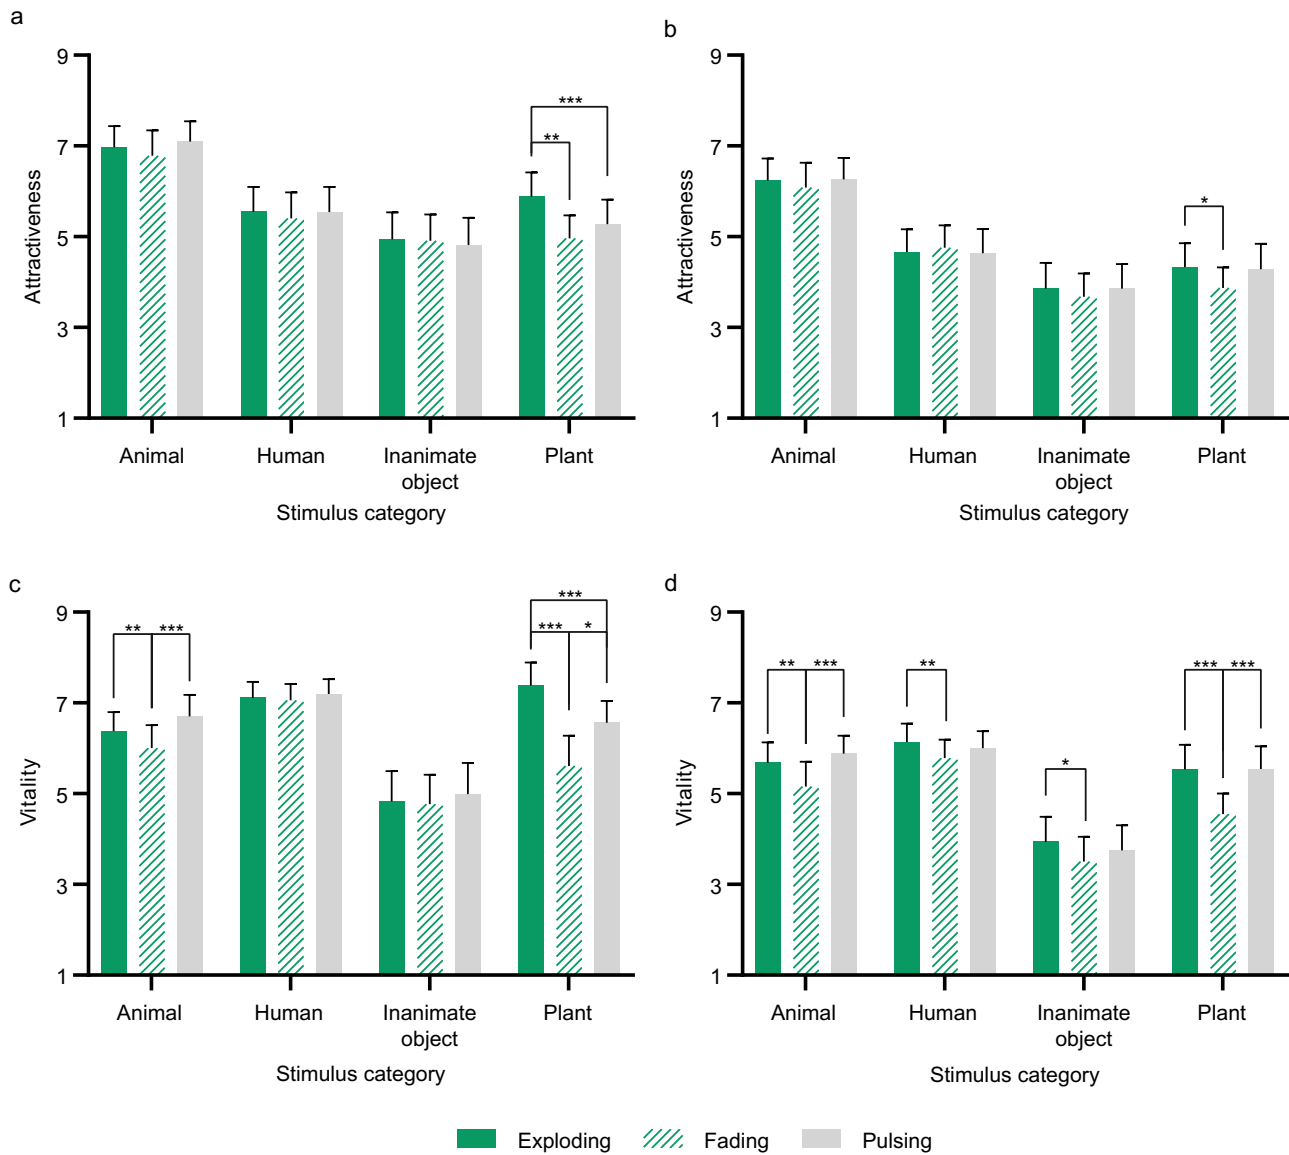 a
9
7
5
3
1
Attractiveness
***
**
Animal
Human
Inanimate
object
Plant
Stimulus category
b
9
7
5
3
1
Attractiveness
*
Animal
Human
Inanimate
object
Plant
Stimulus category
c
9
7
5
3
1
Vitality
** ***
***
*** *
Animal
Human
Inanimate
object
Plant
Stimulus category
d
9
7
5
3
1
Vitality
** ***
**
*
*** ***
Animal
Human
Inanimate
object
Plant
Stimulus category
Exploding
Fading
Pulsing